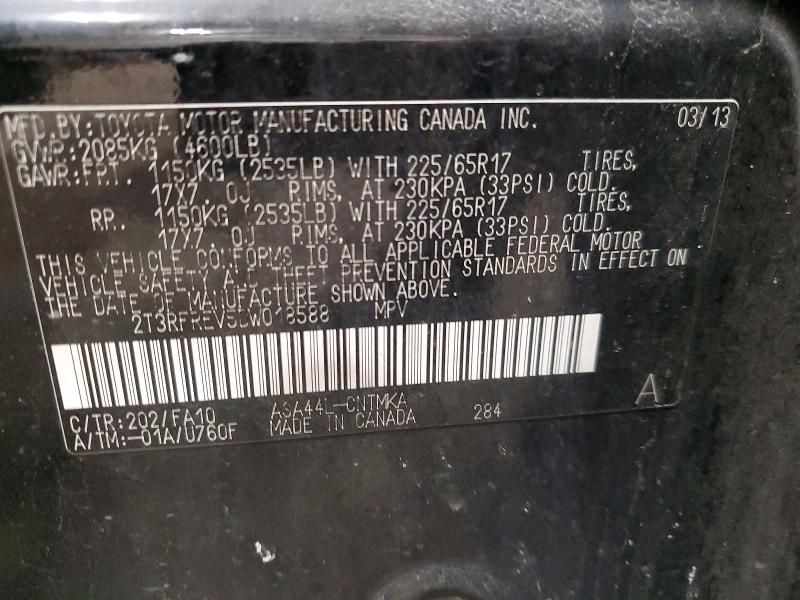 MFD.BY:TOYOTA MOTOR MANUFACTURING CANADA INC. 03/13
GVWR:2085KG (4600LB)
GAWR:FRT. 1150KG (2535LB) WITH 225/65R17 TIRES,
17X7.0J RIMS, AT 230KPA (33PSI) COLD.
RR. 1150KG (2535LB) WITH 225/65R17 TIRES,
17X7.0J RIMS, AT 230KPA (33PSI) COLD.
THIS VEHICLE CONFORMS TO ALL APPLICABLE FEDERAL MOTOR
VEHICLE SAFETY AND THEFT PREVENTION STANDARDS IN EFFECT ON
THE DATE OF MANUFACTURE SHOWN ABOVE.
2T3RFREV5DW018588 MPV
C/TR:202/FA10 ASA44L-CNTMKA
A/TM:-01A/U760F MADE IN CANADA 284 A